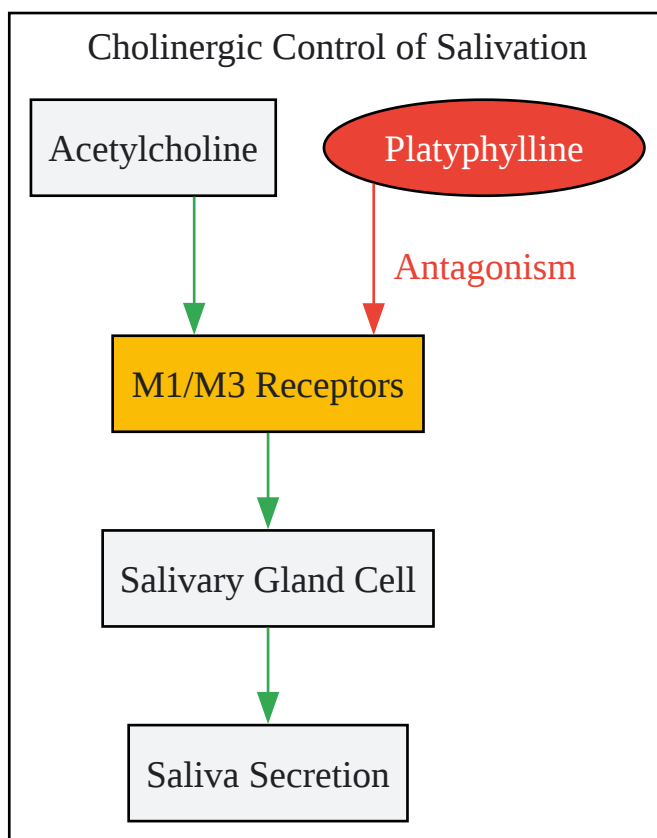 Cholinergic Control of Salivation
Acetylcholine
Platyphylline
Antagonism
M1/M3 Receptors
Salivary Gland Cell
Saliva Secretion